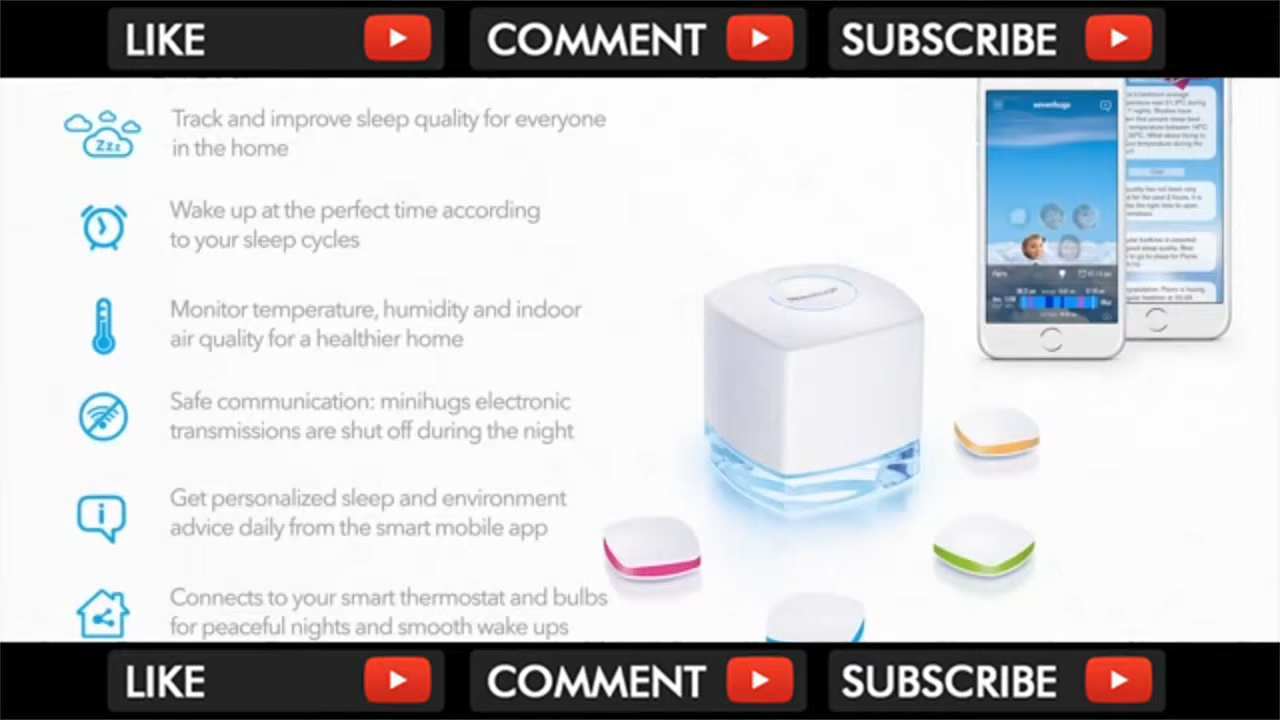 LIKE COMMENT SUBSCRIBE
Track and improve sleep quality for everyone
in the home
Zzz
Wake up at the perfect time according
to your sleep cycles
Monitor temperature, humidity and indoor
air quality for a healthier home
Safe communication: minihugs electronic
transmissions are shut off during the night
Get personalized sleep and environment
advice daily from the smart mobile app
Connects to your smart thermostat and bulbs
for peaceful nights and smooth wake ups
sevenhugs
LIKE COMMENT SUBSCRIBE